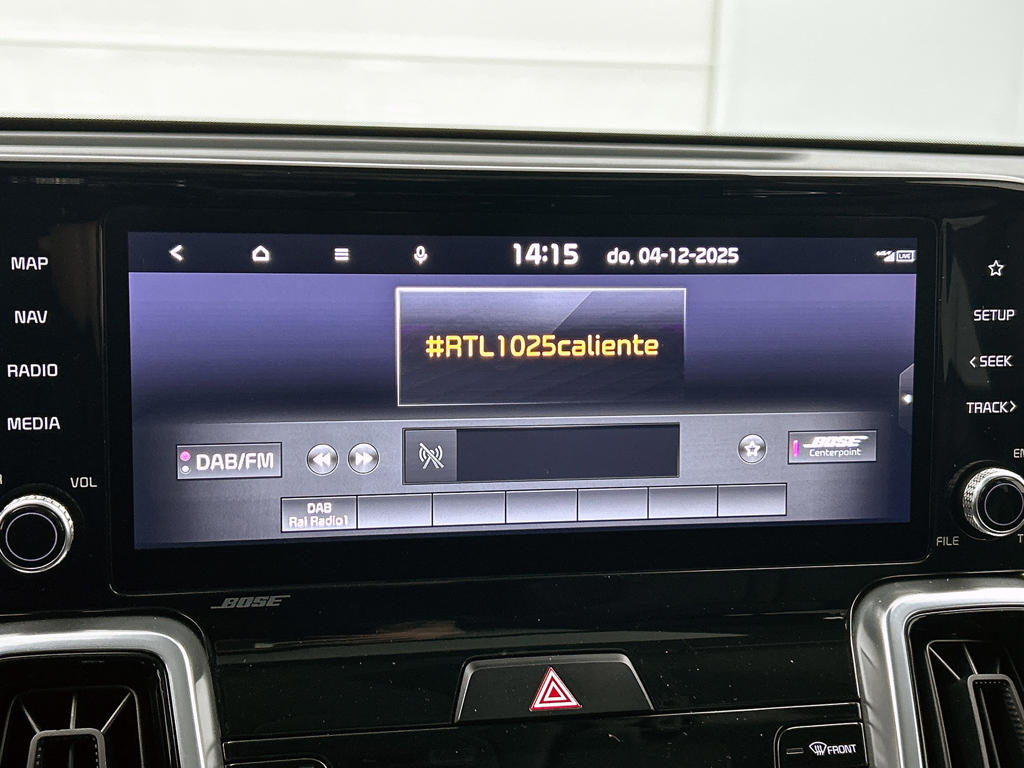 MAP
NAV
RADIO
MEDIA
VOL
14:15 do, 04-12-2025
LIVE
#RTL1025caliente
DAB/FM
BOSE
Centerpoint
DAB
Rai Radio1
SETUP
< SEEK
TRACK >
FILE
BOSE
FRONT